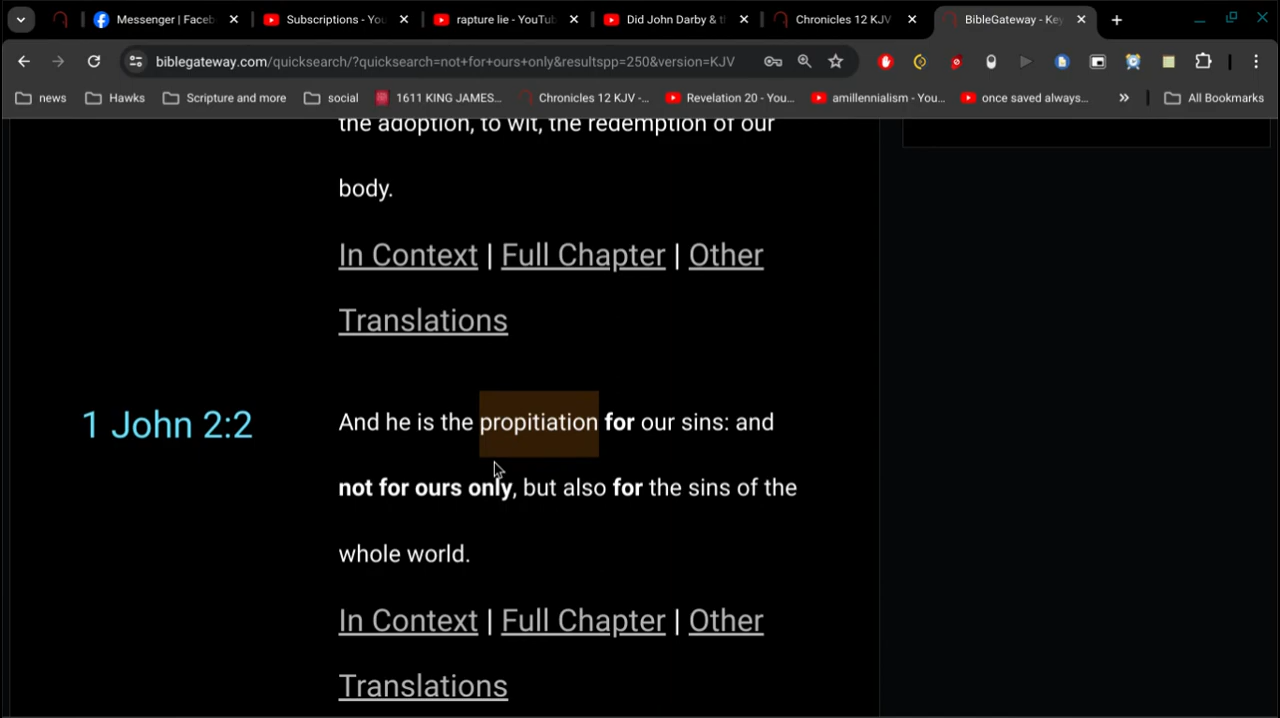 Messenger | Faceb
Subscriptions - You
rapture lie - YouTub
Did John Darby & th
Chronicles 12 KJV
BibleGateway - Key
biblegateway.com/quicksearch/?quicksearch=not+for+ours+only&resultspp=250&version=KJV
news
Hawks
Scripture and more
social
1611 KING JAMES...
Chronicles 12 KJV -...
Revelation 20 - You...
amillennialism - You...
once saved always...
»
All Bookmarks
the adoption, to wit, the redemption of our
body.
In Context | Full Chapter | Other
Translations
1 John 2:2
And he is the propitiation for our sins: and
not for ours only, but also for the sins of the
whole world.
In Context | Full Chapter | Other
Translations